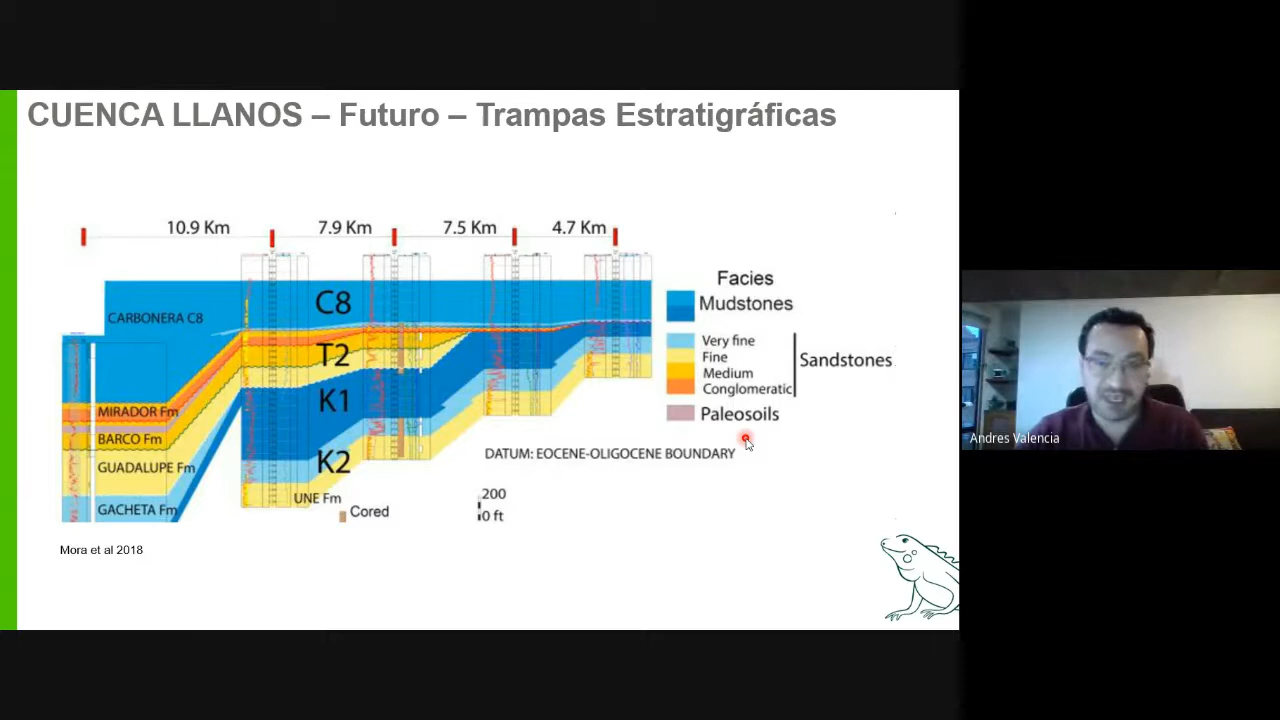 CUENCA LLANOS – Futuro – Trampas Estratigráficas
10.9 Km 7.9 Km 7.5 Km 4.7 Km
Facies
Mudstones
Very fine
Fine
Medium
Conglomeratic
Sandstones
Paleosoils
C8
CARBONERA C8
T2
K1
K2
MIRADOR Fm
BARCO Fm
GUADALUPE Fm
GACHETA Fm
UNE Fm
Cored
DATUM: EOCENE-OLIGOCENE BOUNDARY
200
0 ft
Mora et al 2018
Andres Valencia